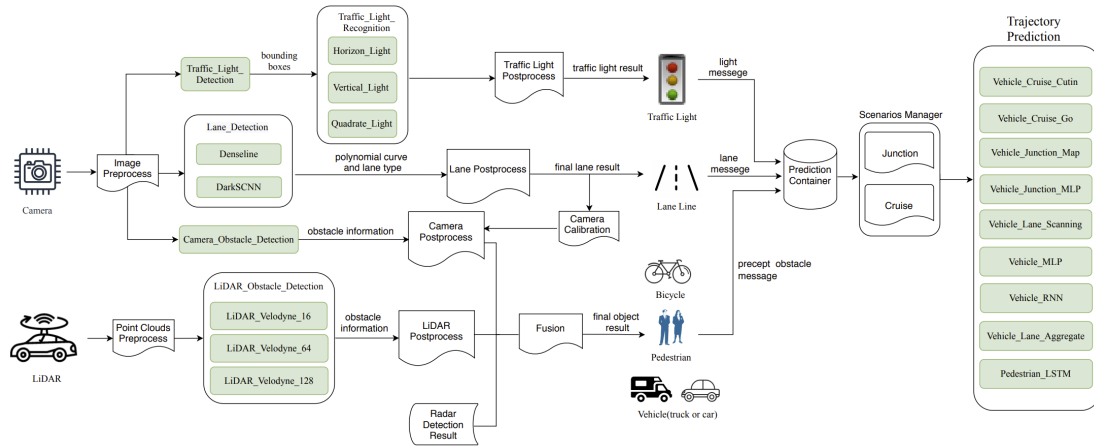 Camera
LiDAR
Image
Preprocess
Point Clouds
Preprocess
Traffic_Light_
Detection
bounding
boxes
Traffic_Light_
Recognition
Horizon_Light
Vertical_Light
Quadrate_Light
Lane_Detection
Denseline
DarkSCNN
polynomial curve
and lane type
Camera_Obstacle_Detection
obstacle information
LiDAR_Obstacle_Detection
LiDAR_Velodyne_16
LiDAR_Velodyne_64
LiDAR_Velodyne_128
obstacle
information
Traffic Light
Postprocess
traffic light result
Lane Postprocess
final lane result
Camera
Postprocess
Camera
Calibration
LiDAR
Postprocess
Radar
Detection
Result
Fusion
final object
result
Traffic Light
Lane Line
Bicycle
Pedestrian
Vehicle(truck or car)
light
messege
lane
messege
precept obstacle
message
Prediction
Container
Scenarios Manager
Junction
Cruise
Trajectory
Prediction
Vehicle_Cruise_Cutin
Vehicle_Cruise_Go
Vehicle_Junction_Map
Vehicle_Junction_MLP
Vehicle_Lane_Scanning
Vehicle_MLP
Vehicle_RNN
Vehicle_Lane_Aggregate
Pedestrian_LSTM